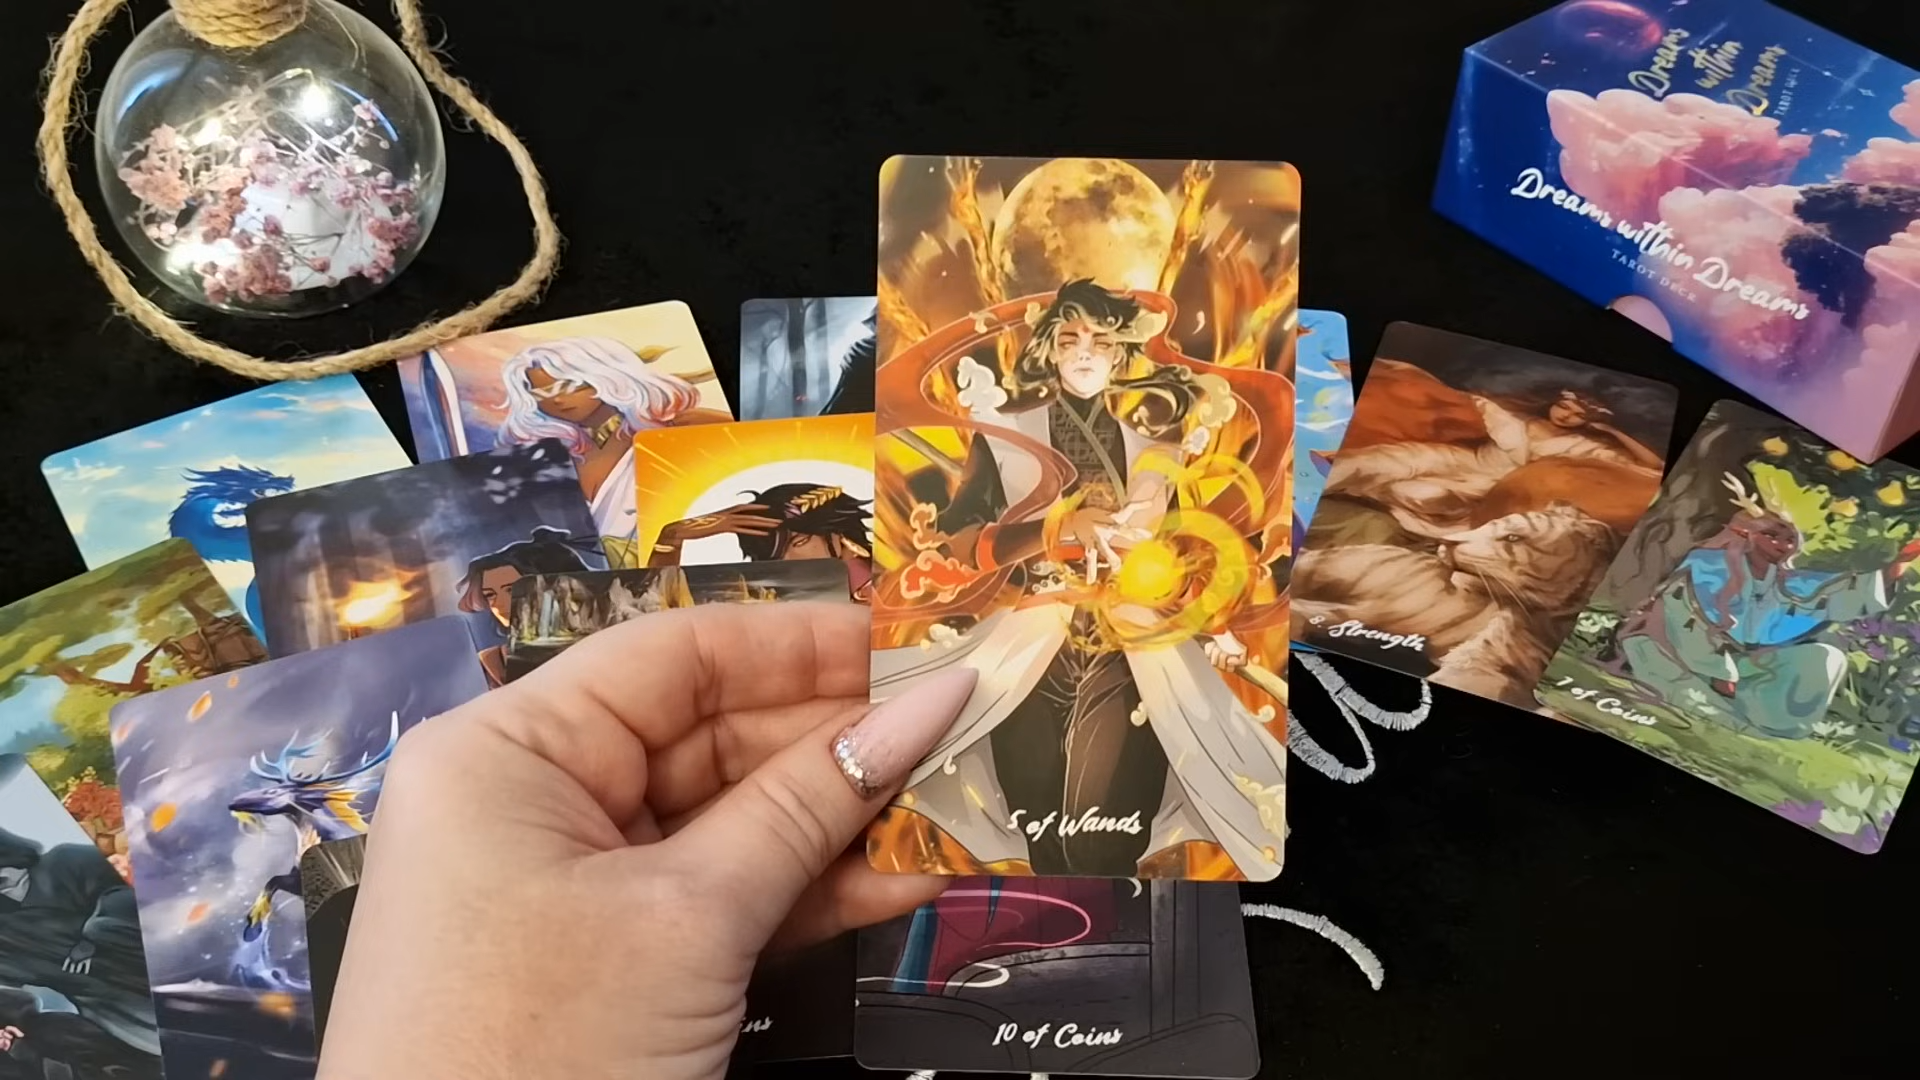 Dreams
within
Dreams
TAROT DECK
Dreams within Dreams
TAROT DECK
8. Strength
7 of Coins
5 of Wands
10 of Coins